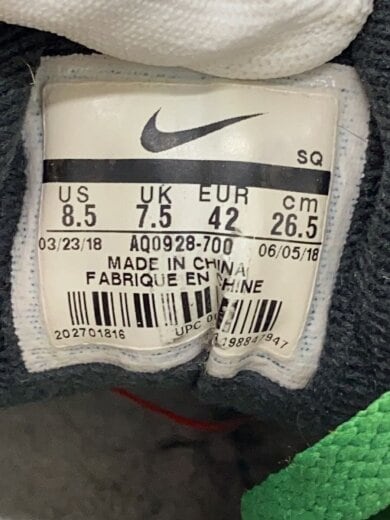 SQ
US UK EUR cm
8.5 7.5 42 26.5
03/23/18 AQ0928-700 06/05/18
MADE IN CHINA
FABRIQUE EN CHINE
202701816 UPC